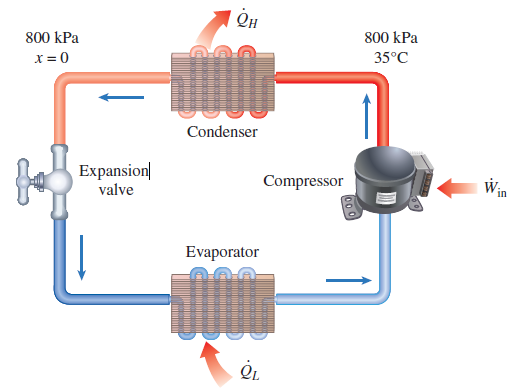 Q̇H
800 kPa
x = 0
800 kPa
35°C
Condenser
Expansion
valve
Compressor
Ẇin
Evaporator
Q̇L